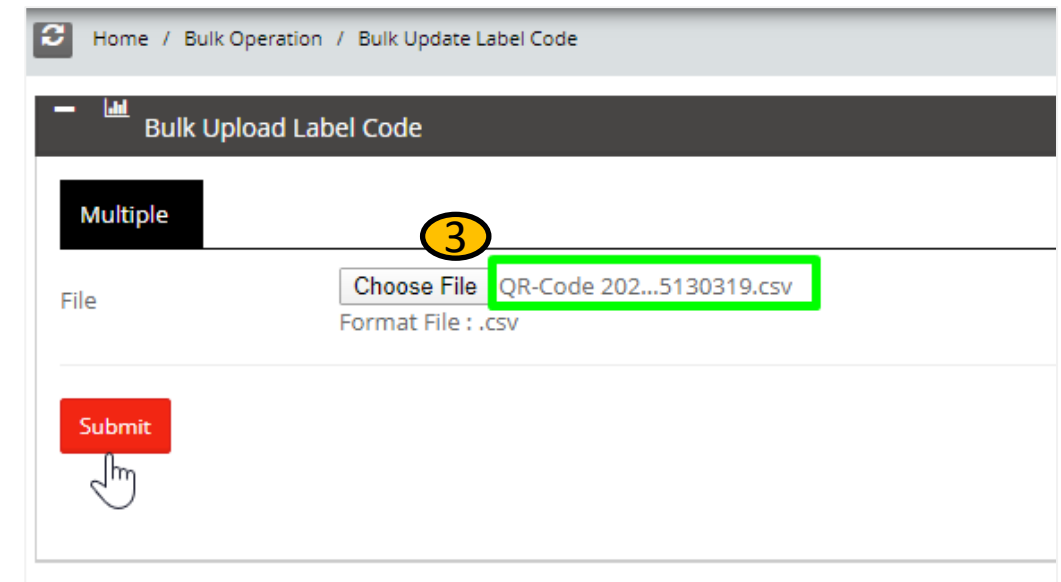 Home / Bulk Operation / Bulk Update Label Code
Bulk Upload Label Code
Multiple
3
File
Choose File QR-Code 202...5130319.csv
Format File : .csv
Submit